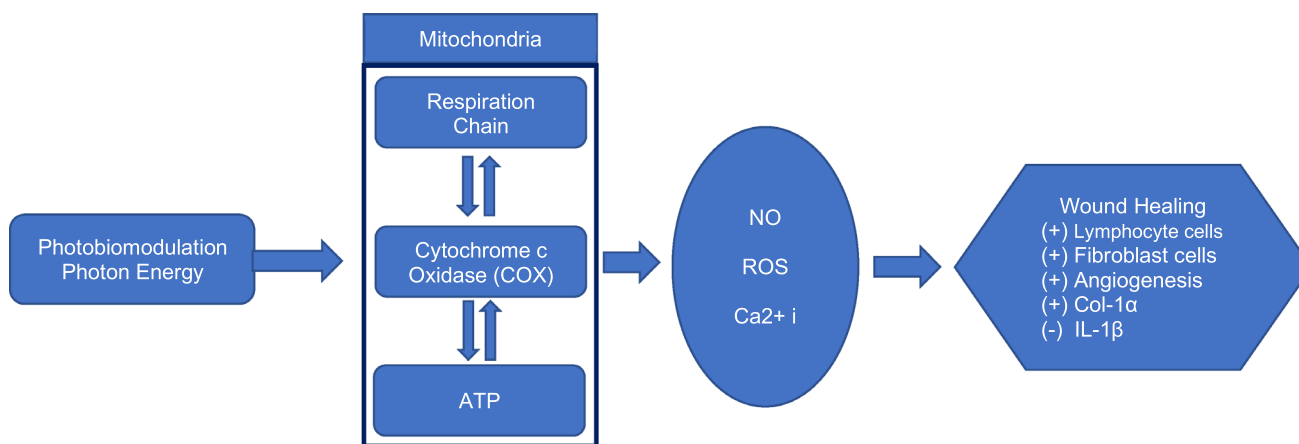 Photobiomodulation
Photon Energy
Mitochondria
Respiration
Chain
Cytochrome c
Oxidase (COX)
ATP
NO
ROS
Ca2+ i
Wound Healing
(+) Lymphocyte cells
(+) Fibroblast cells
(+) Angiogenesis
(+) Col-1α
(-) IL-1β